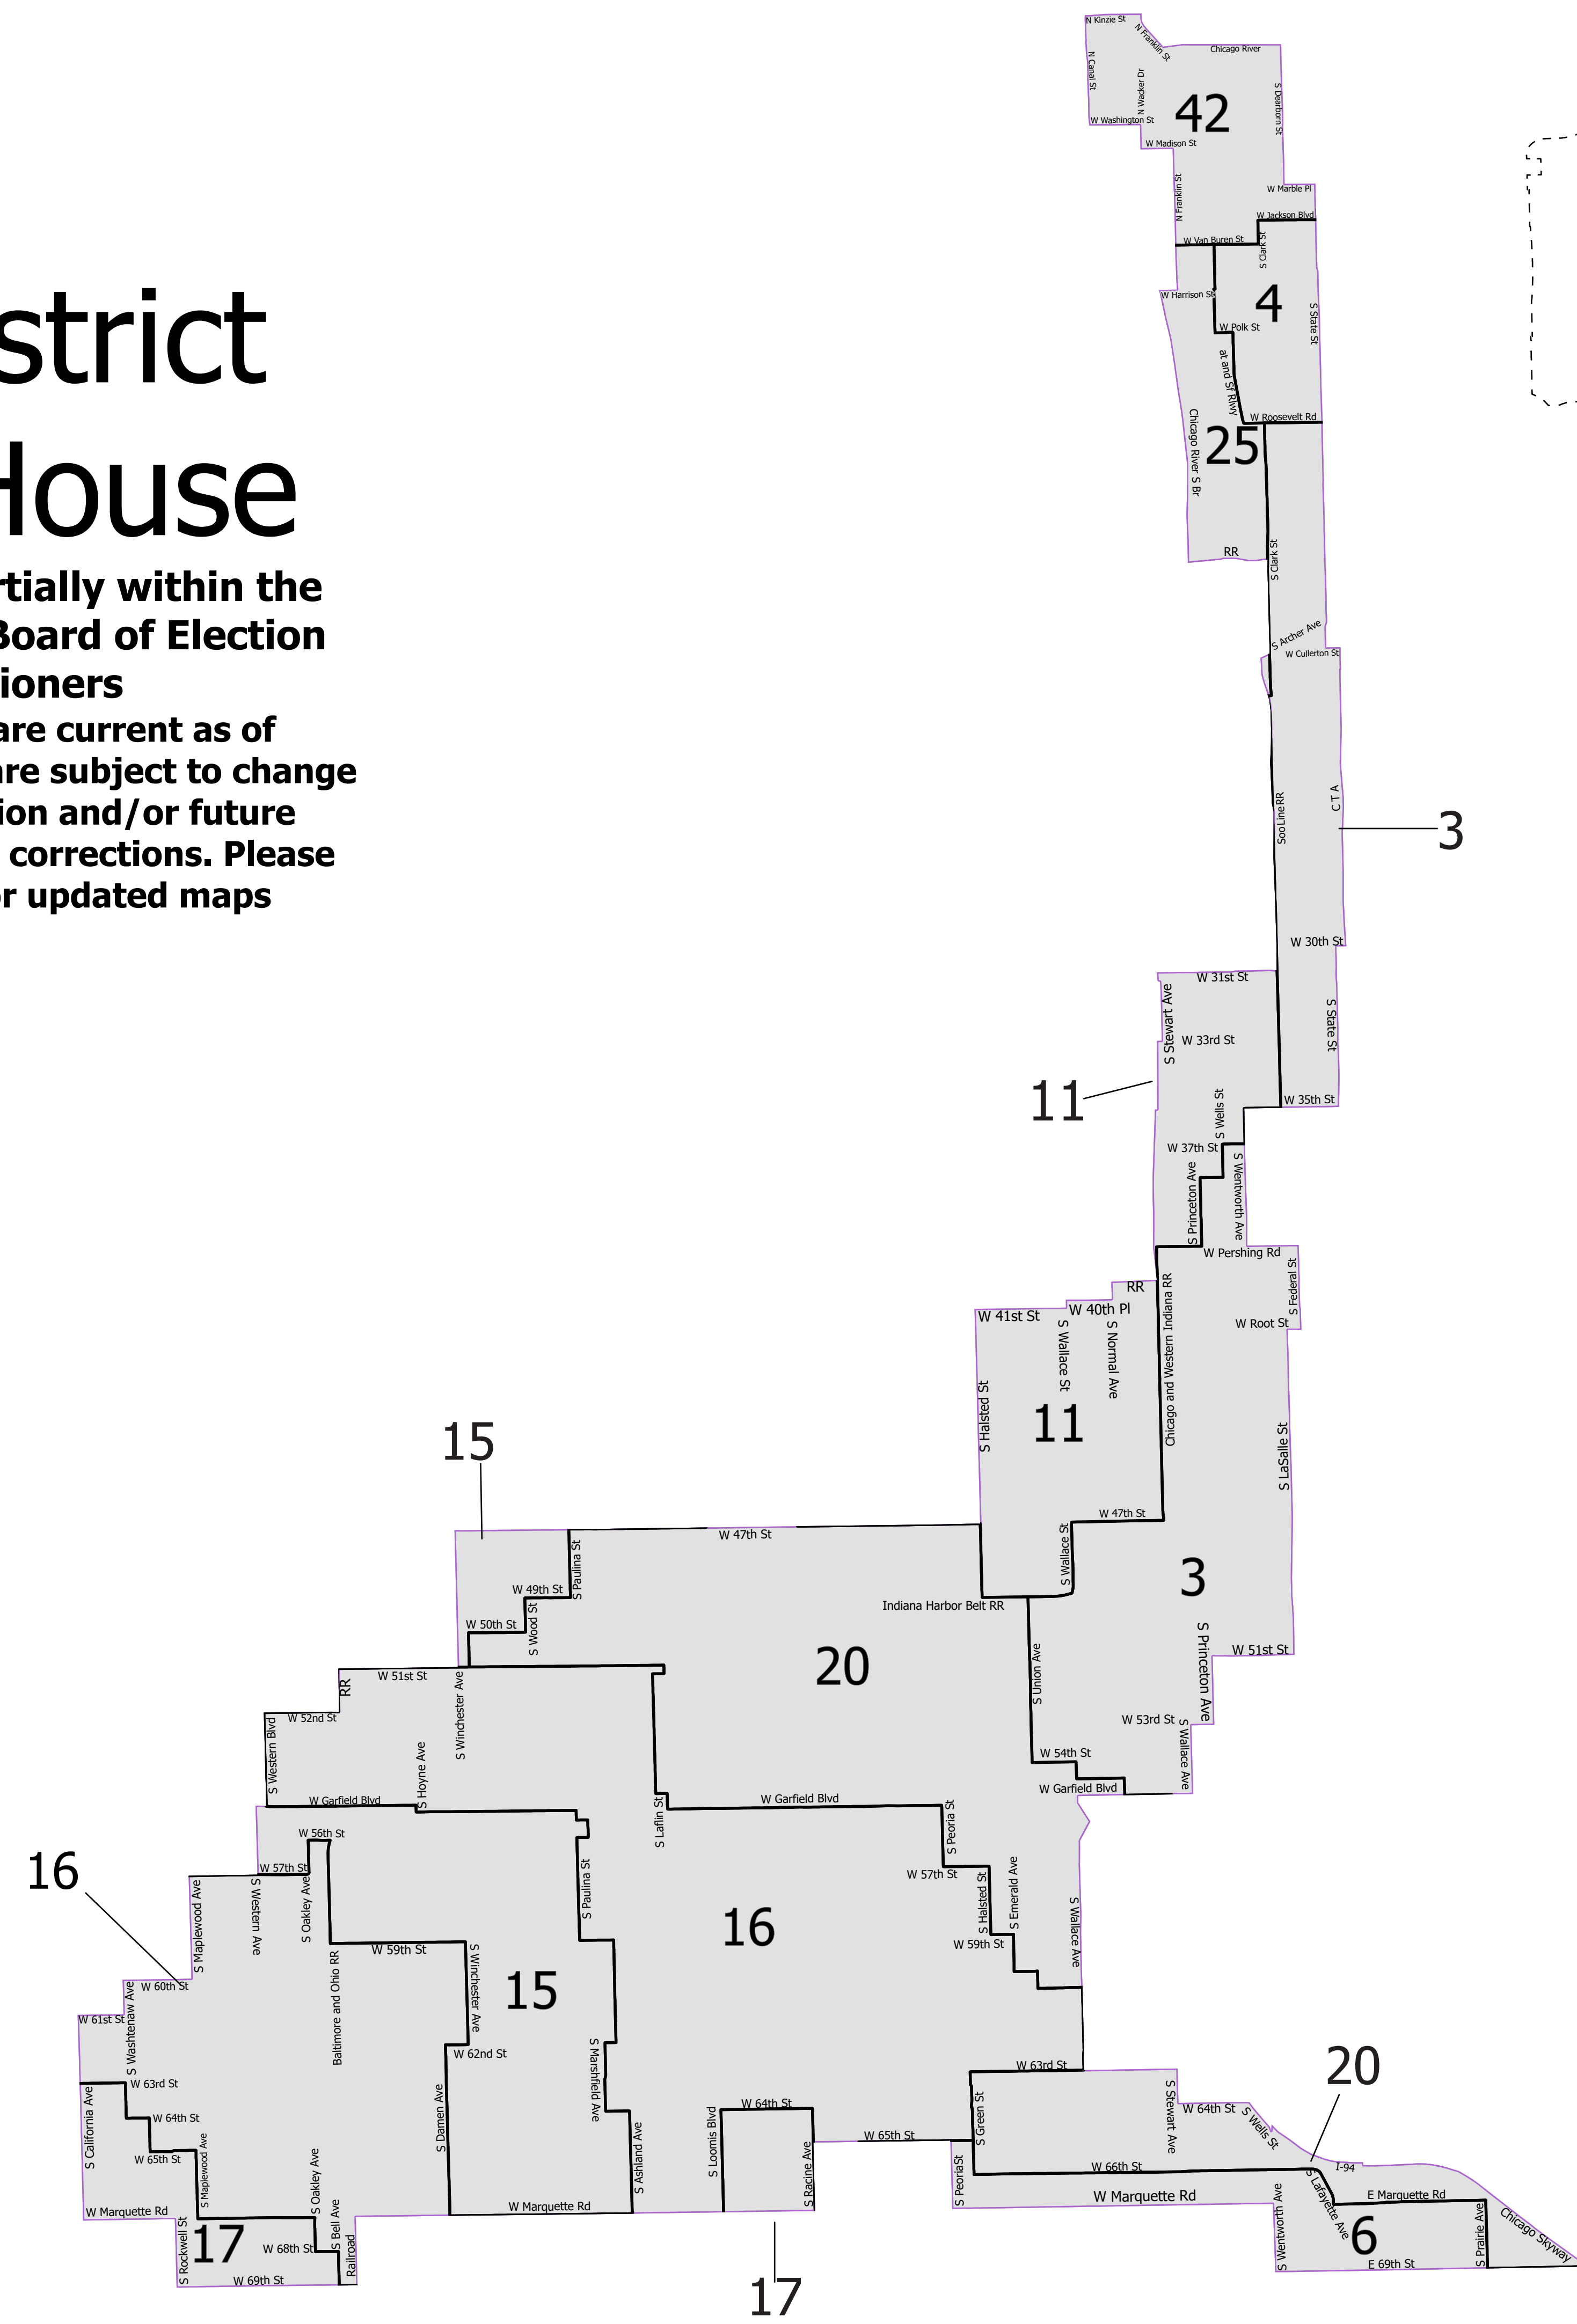 strict
House
rtially within the
Board of Election
ioners
are current as of
are subject to change
ion and/or future
corrections. Please
or updated maps
N Kinzie St
N Franklin St
Chicago River
N Canal St
N Wacker Dr
S Dearborn St
42
W Washington St
W Madison St
N Franklin St
W Marble Pl
W Jackson Blvd
W Van Buren St
S Clark St
W Harrison St
4
S State St
W Polk St
at and Sf Rlwy
W Roosevelt Rd
Chicago River S Br
25
RR
S Clark St
S Archer Ave
W Cullerton St
Soo Line RR
C T A
3
W 30th St
W 31st St
S Stewart Ave
S State St
W 33rd St
11
S Wells St
W 35th St
W 37th St
S Princeton Ave
S Wentworth Ave
W Pershing Rd
RR
S Federal St
W 41st St
W 40th Pl
W Root St
S Wallace St
S Normal Ave
Chicago and Western Indiana RR
S Halsted St
11
S LaSalle St
15
W 47th St
W 47th St
S Paulina St
S Wallace St
W 49th St
3
Indiana Harbor Belt RR
W 50th St
S Wood St
20
S Union Ave
S Princeton Ave
W 51st St
W 51st St
RR
S Winchester Ave
W 52nd St
W 53rd St
S Western Blvd
S Hoyne Ave
W 54th St
S Wallace Ave
W Garfield Blvd
W Garfield Blvd
W Garfield Blvd
S Laflin St
S Peoria St
W 56th St
16
W 57th St
W 57th St
S Maplewood Ave
S Western Ave
S Oakley Ave
S Paulina St
S Halsted St
S Emerald Ave
S Wallace Ave
16
W 59th St
W 59th St
Baltimore and Ohio RR
S Winchester Ave
15
W 60th St
W 61st St
S Washtenaw Ave
W 62nd St
S Marshfield Ave
W 63rd St
20
W 63rd St
S California Ave
S Damen Ave
W 64th St
S Green St
S Stewart Ave
W 64th St
S Wells St
W 64th St
W 65th St
W 65th St
S Maplewood Ave
S Oakley Ave
S Ashland Ave
S Loomis Blvd
S Racine Ave
S Peoria St
W 66th St
I-94
S Lafayette Ave
W Marquette Rd
W Marquette Rd
W Marquette Rd
E Marquette Rd
S Rockwell St
17
S Bell Ave
Railroad
W 68th St
W 69th St
S Wentworth Ave
6
S Prairie Ave
Chicago Skyway
E 69th St
17